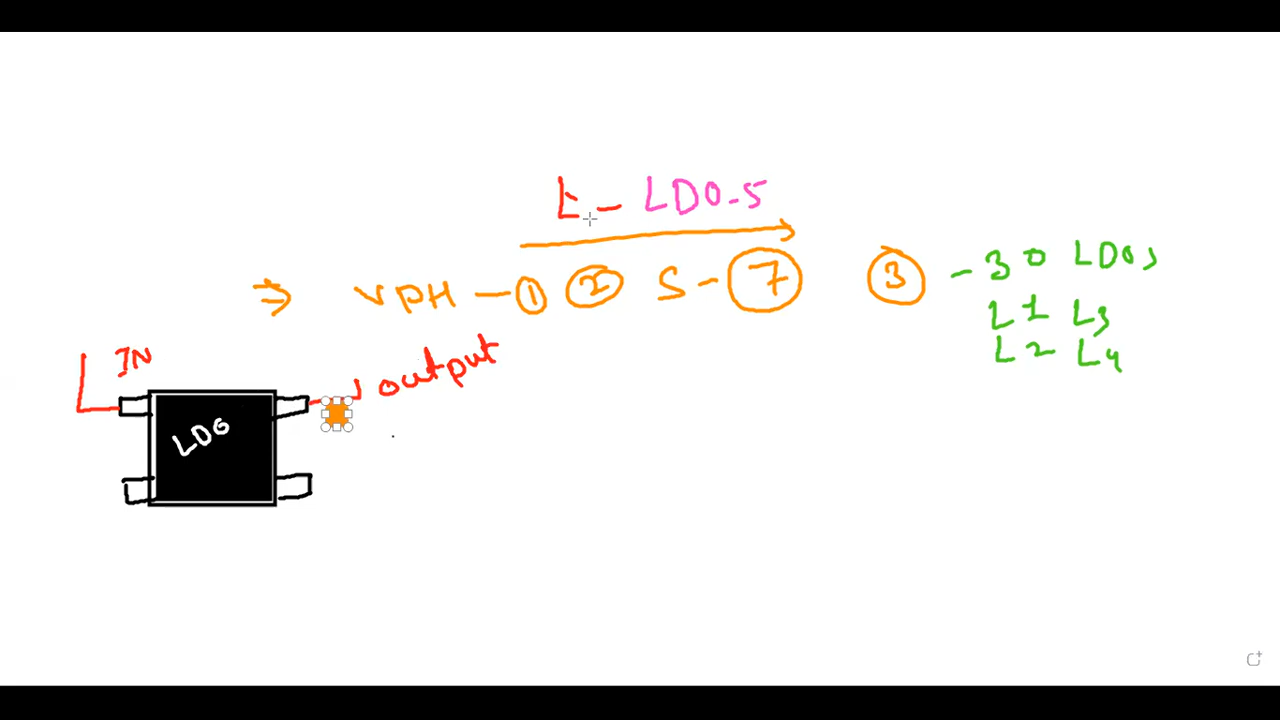 L - LDO-5
⇒ VPH - ① ② S - ⑦ ③ - 30 LDOs
L1 L3
L2 L4
IN
output
LDO